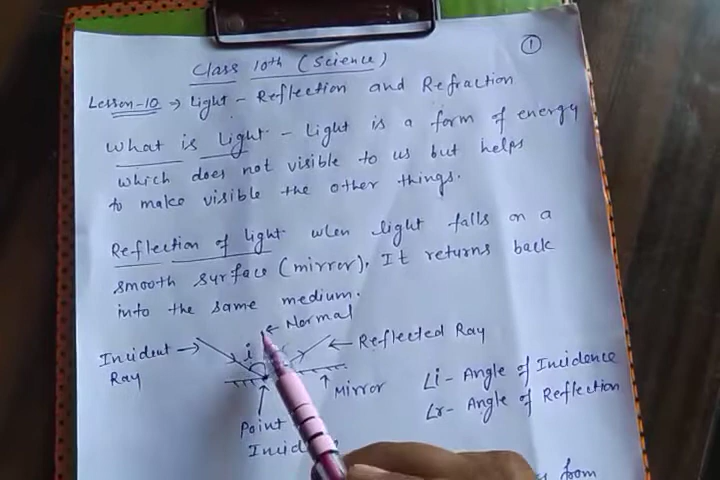 1
Class 10th (Science)
Lesson-10 → Light - Reflection and Refraction
What is Light - Light is a form of energy
which does not visible to us but helps
to make visible the other things.
Reflection of light when light falls on a
smooth surface (mirror). It returns back
into the same medium.
← Normal
Incident →
Ray
i
← Reflected Ray
Mirror
Point
∠i - Angle of Incidence
∠r - Angle of Reflection
from